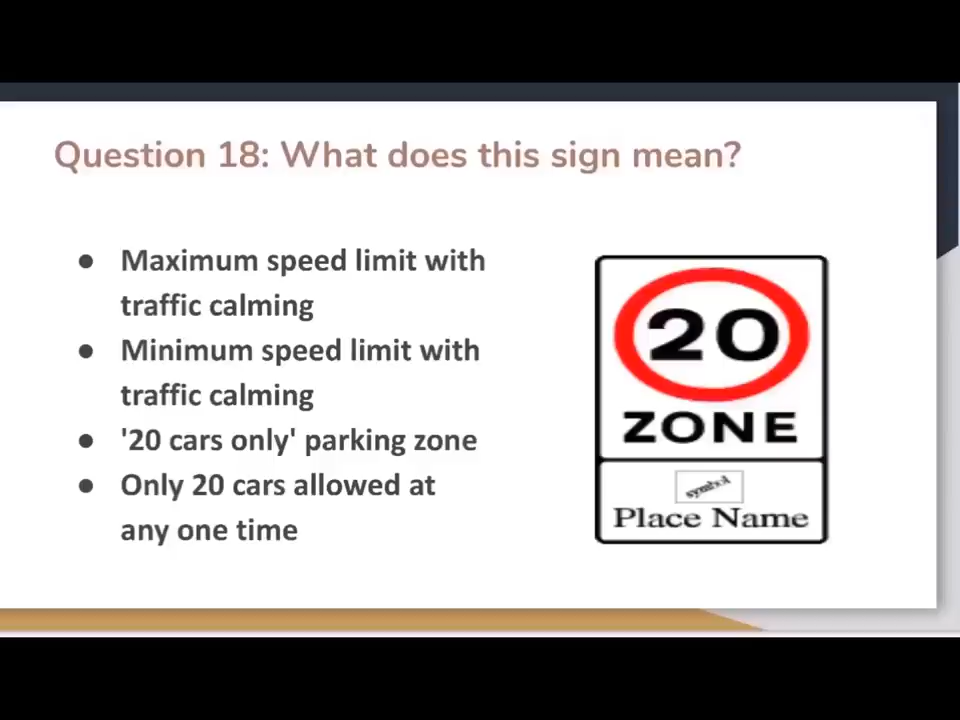 Question 18: What does this sign mean?
● Maximum speed limit with
traffic calming
● Minimum speed limit with
traffic calming
● '20 cars only' parking zone
● Only 20 cars allowed at
any one time
20
ZONE
symbol
Place Name